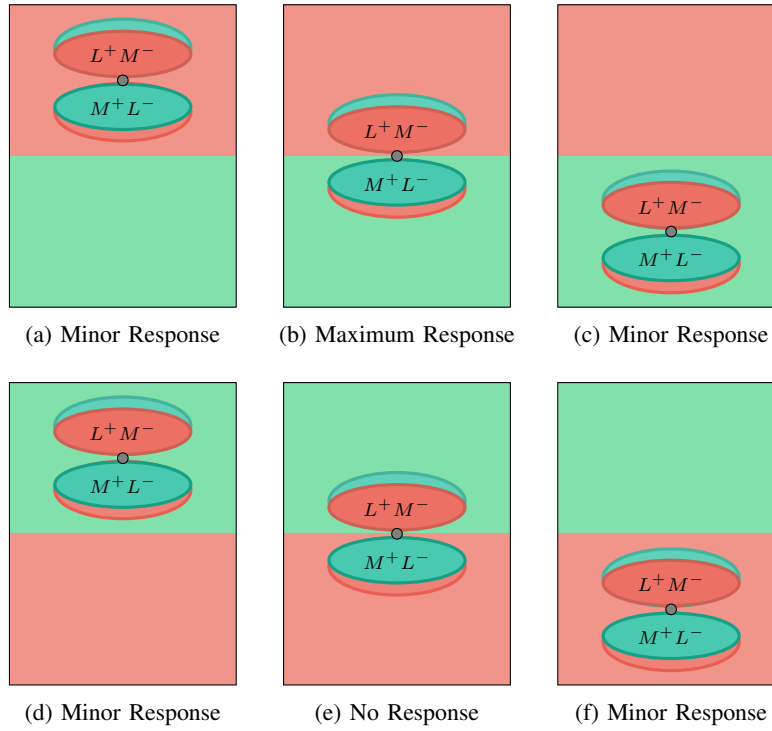 L⁺M⁻ L⁺M⁻ L⁺M⁻
M⁺L⁻ M⁺L⁻ M⁺L⁻
(a) Minor Response (b) Maximum Response (c) Minor Response
L⁺M⁻ L⁺M⁻ L⁺M⁻
M⁺L⁻ M⁺L⁻ M⁺L⁻
(d) Minor Response (e) No Response (f) Minor Response